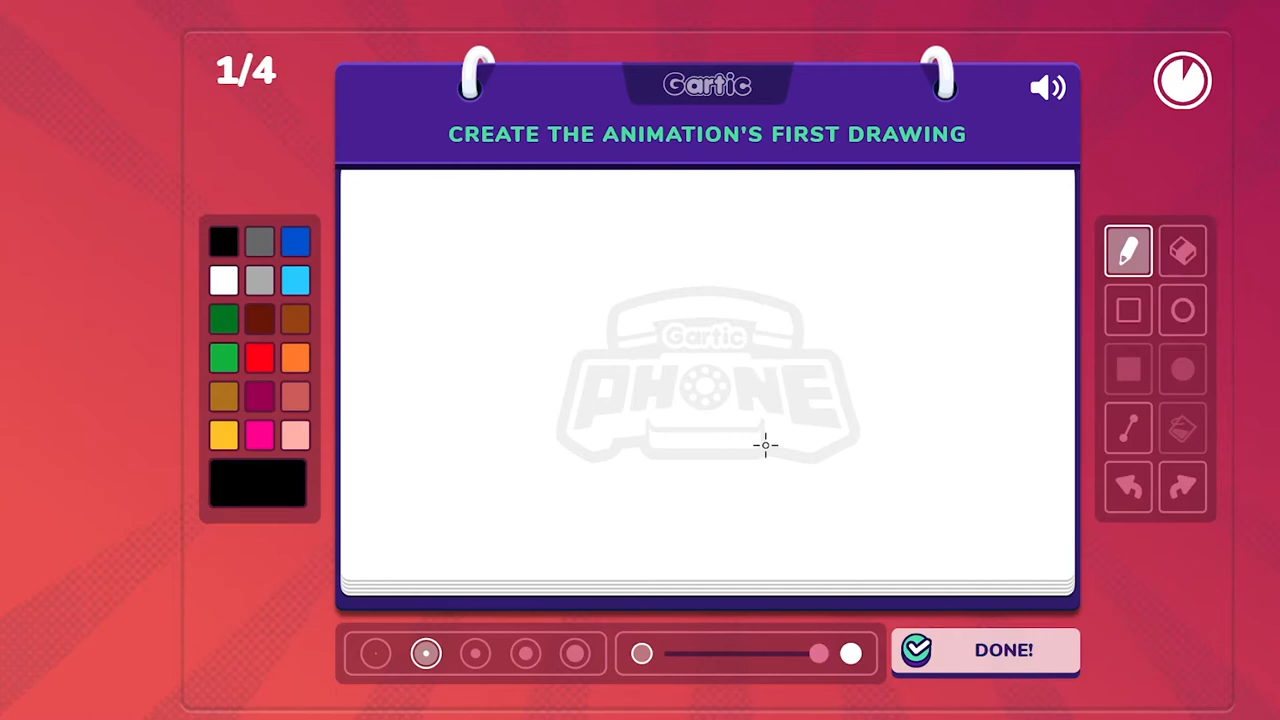 1/4
Gartic
CREATE THE ANIMATION'S FIRST DRAWING
Gartic
PHONE
DONE!